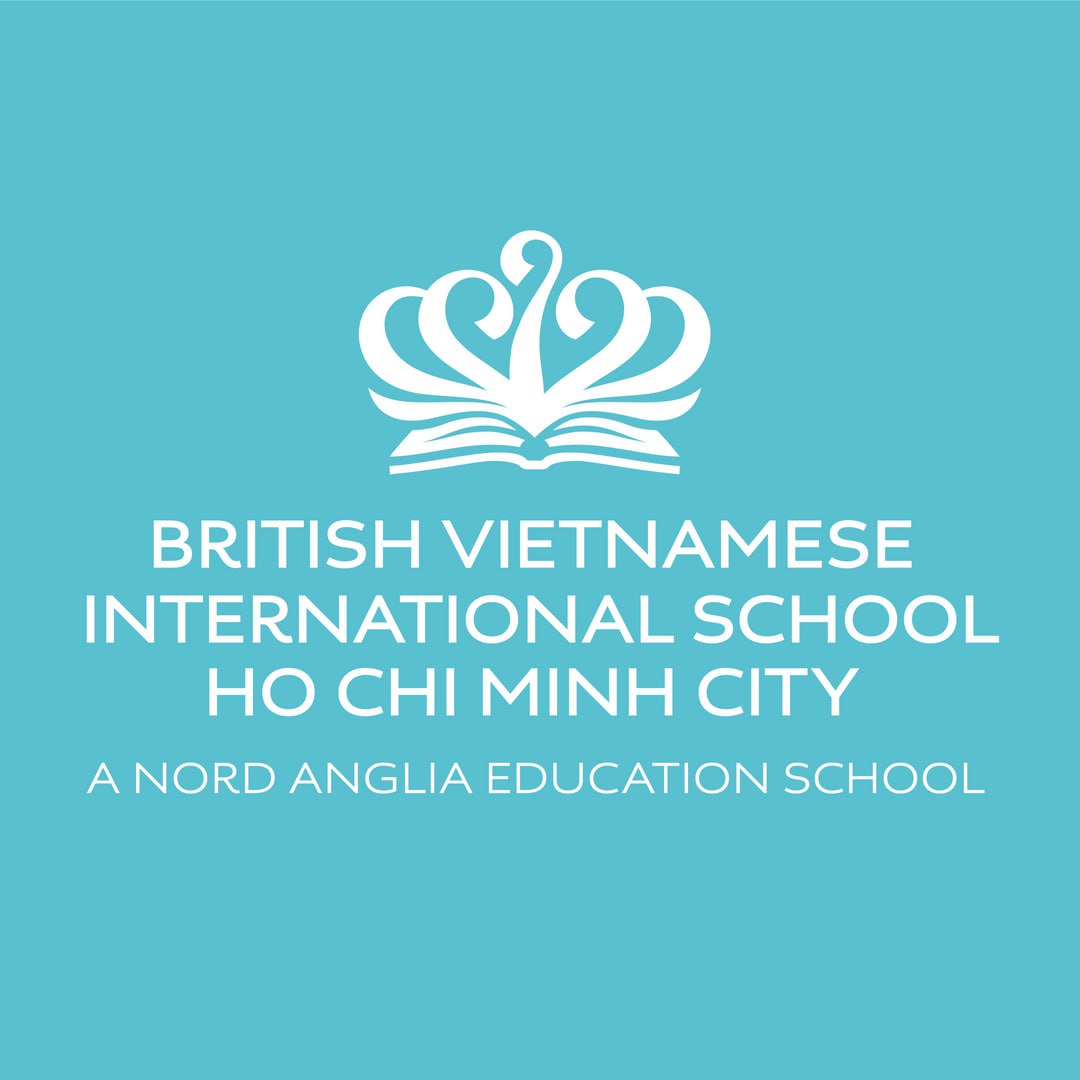 BRITISH VIETNAMESE
INTERNATIONAL SCHOOL
HO CHI MINH CITY
A NORD ANGLIA EDUCATION SCHOOL